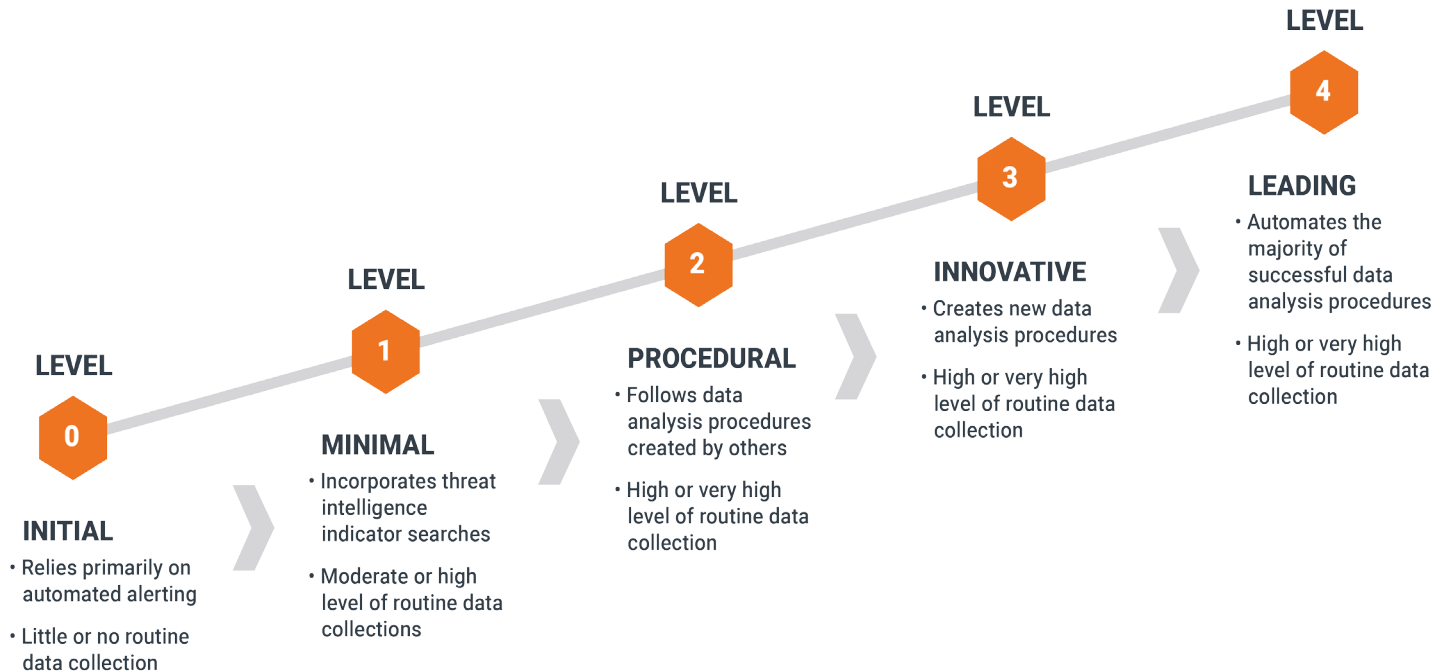 LEVEL
0
INITIAL
• Relies primarily on
automated alerting
• Little or no routine
data collection
LEVEL
1
MINIMAL
• Incorporates threat
intelligence
indicator searches
• Moderate or high
level of routine data
collections
LEVEL
2
PROCEDURAL
• Follows data
analysis procedures
created by others
• High or very high
level of routine data
collection
LEVEL
3
INNOVATIVE
• Creates new data
analysis procedures
• High or very high
level of routine data
collection
LEVEL
4
LEADING
• Automates the
majority of
successful data
analysis procedures
• High or very high
level of routine data
collection